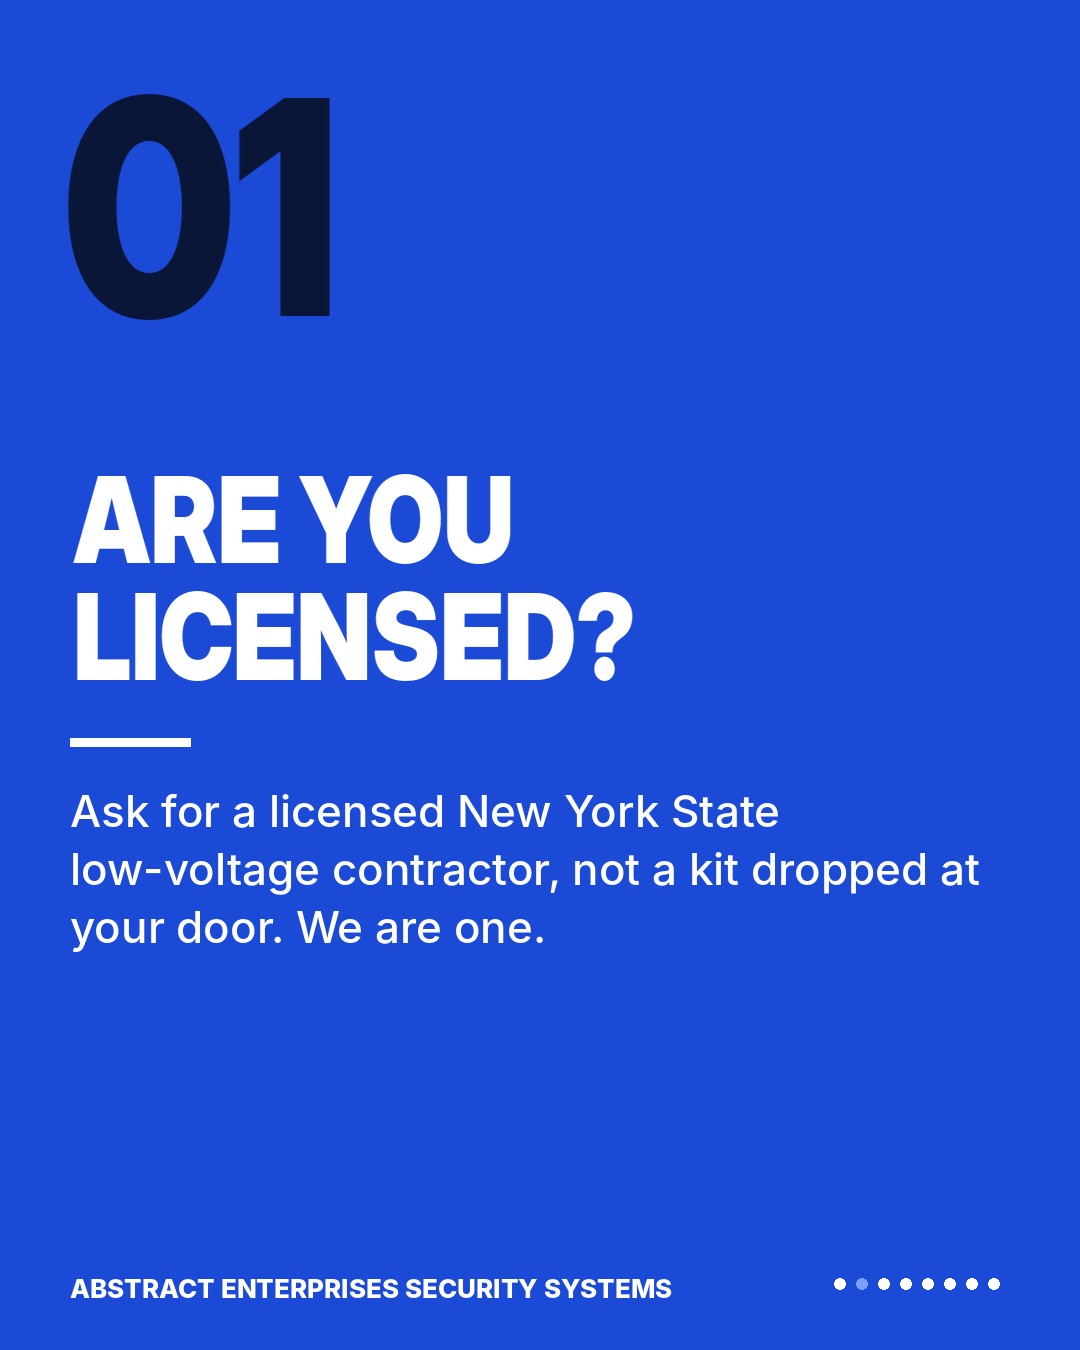 01
ARE YOU
LICENSED?
Ask for a licensed New York State
low-voltage contractor, not a kit dropped at
your door. We are one.
ABSTRACT ENTERPRISES SECURITY SYSTEMS